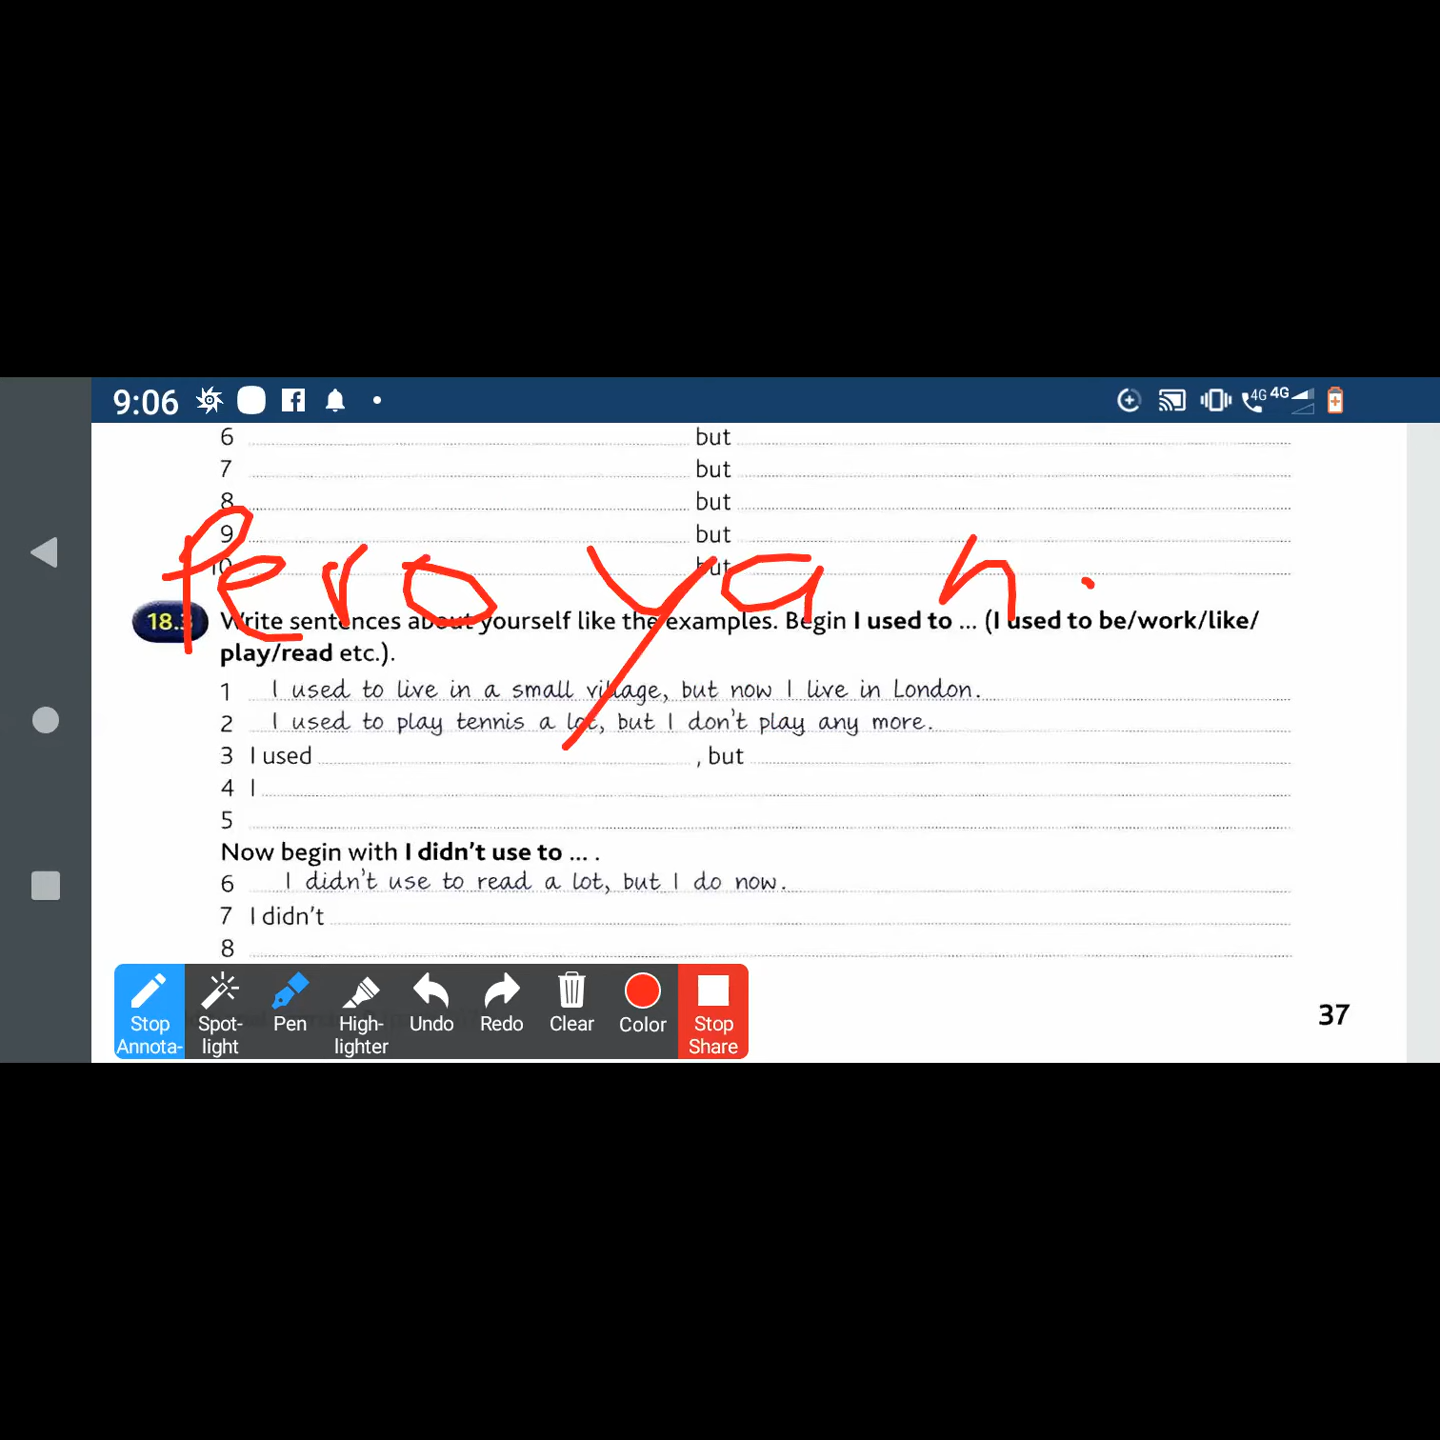 9:06 4G 4G
6 but
7 but
8 but
9 but
10 but
Pero ya n.
18.3 Write sentences about yourself like the examples. Begin I used to ... (I used to be/work/like/
play/read etc.).
1 I used to live in a small village, but now I live in London.
2 I used to play tennis a lot, but I don't play any more.
3 I used , but
4 I
5
Now begin with I didn't use to ... .
6 I didn't use to read a lot, but I do now.
7 I didn't
8
Stop Annota- Spot-light Pen High-lighter Undo Redo Clear Color Stop Share
37